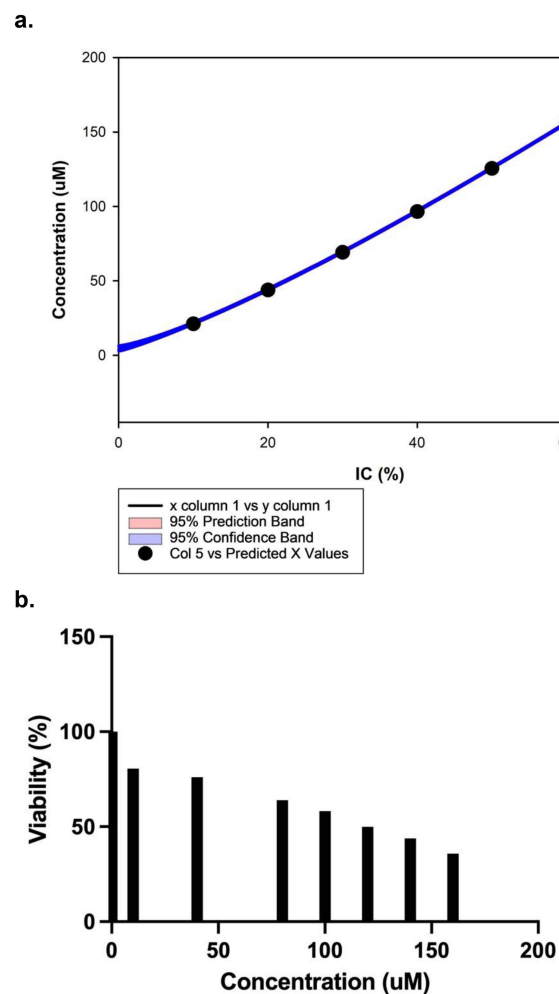 a.
200
150
100
50
0
Concentration (uM)
0 20 40
IC (%)
x column 1 vs y column 1
95% Prediction Band
95% Confidence Band
Col 5 vs Predicted X Values
b.
150
100
50
0
Viability (%)
0 50 100 150 200
Concentration (uM)